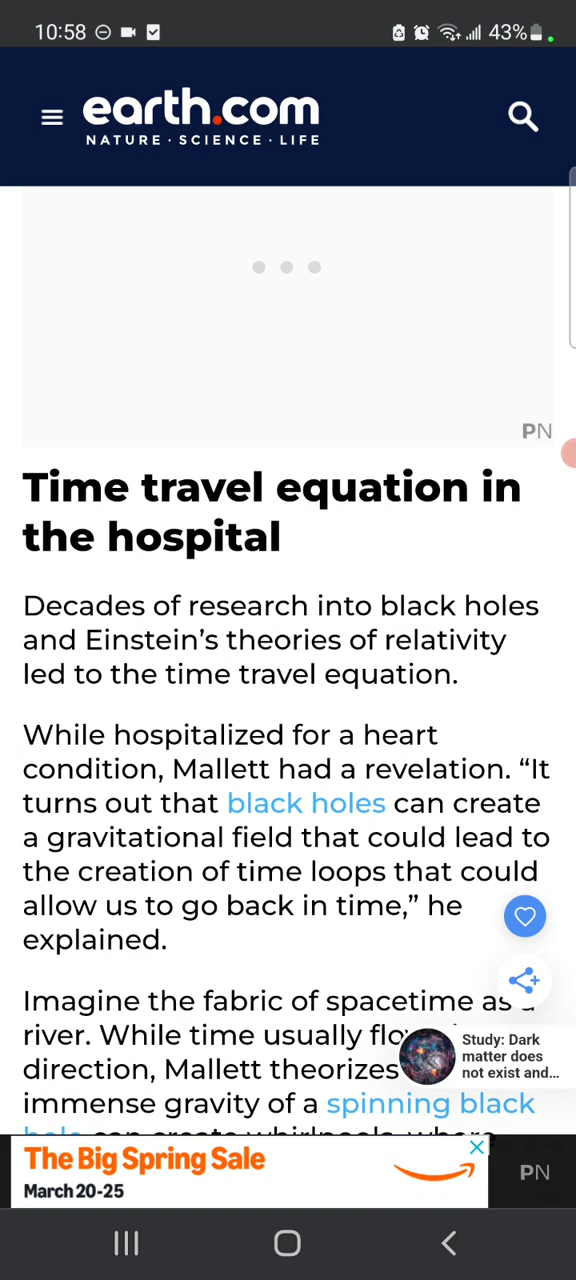 10:58
43%
earth.com
NATURE · SCIENCE · LIFE
PN
Time travel equation in
the hospital
Decades of research into black holes
and Einstein’s theories of relativity
led to the time travel equation.
While hospitalized for a heart
condition, Mallett had a revelation. “It
turns out that black holes can create
a gravitational field that could lead to
the creation of time loops that could
allow us to go back in time,” he
explained.
Imagine the fabric of spacetime as
river. While time usually
direction, Mallett theorizes
immense gravity of a spinning black
Study: Dark
matter does
not exist and...
can create whirlpools, where
The Big Spring Sale
March 20-25
PN